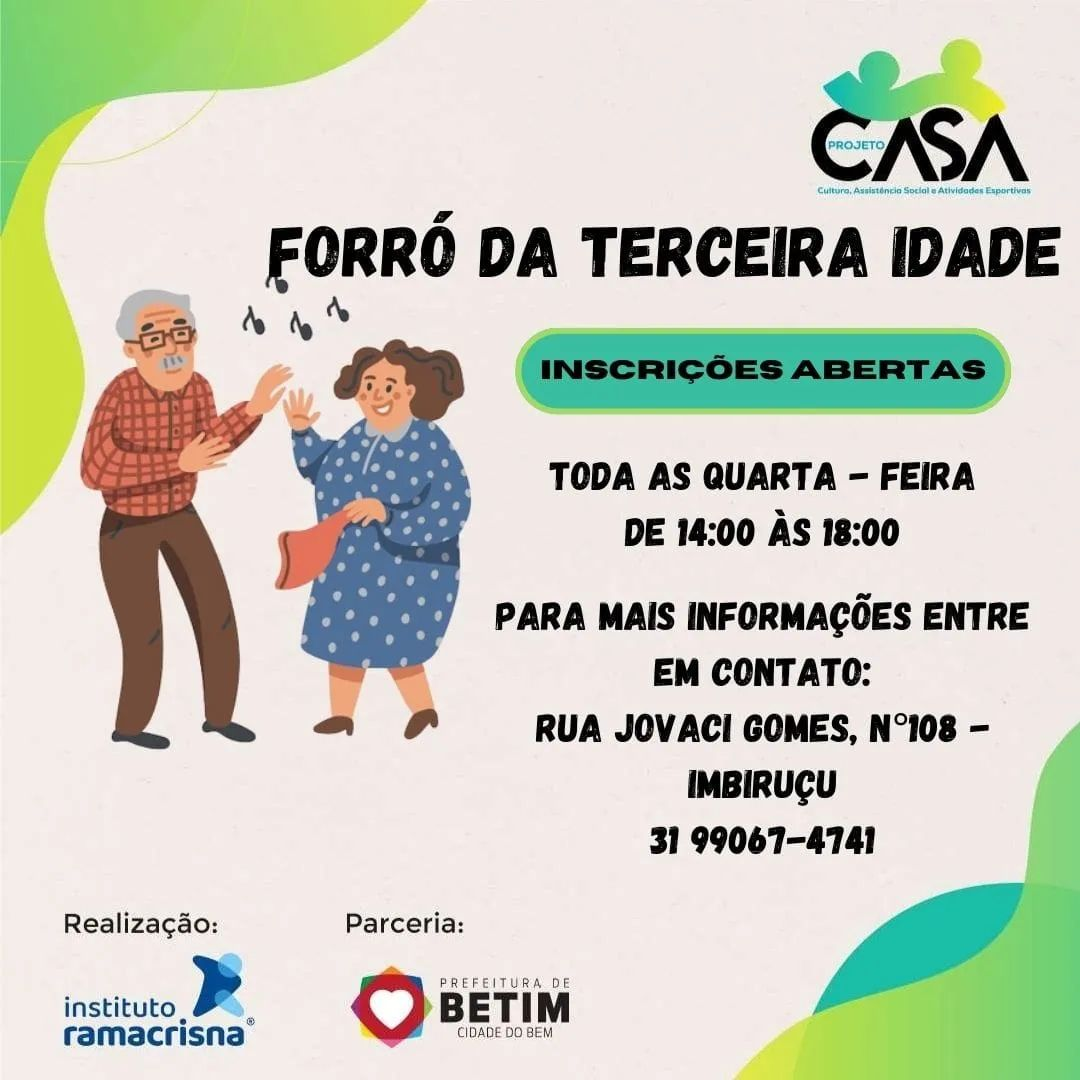 PROJETO
CASA
Cultura, Assistência Social e Atividades Esportivas
FORRÓ DA TERCEIRA IDADE
INSCRIÇÕES ABERTAS
TODA AS QUARTA - FEIRA
DE 14:00 ÀS 18:00
PARA MAIS INFORMAÇÕES ENTRE
EM CONTATO:
RUA JOVACI GOMES, N°108 -
IMBIRUÇU
31 99067-4741
Realização:
instituto
ramacrisna®
Parceria:
PREFEITURA DE
BETIM
CIDADE DO BEM